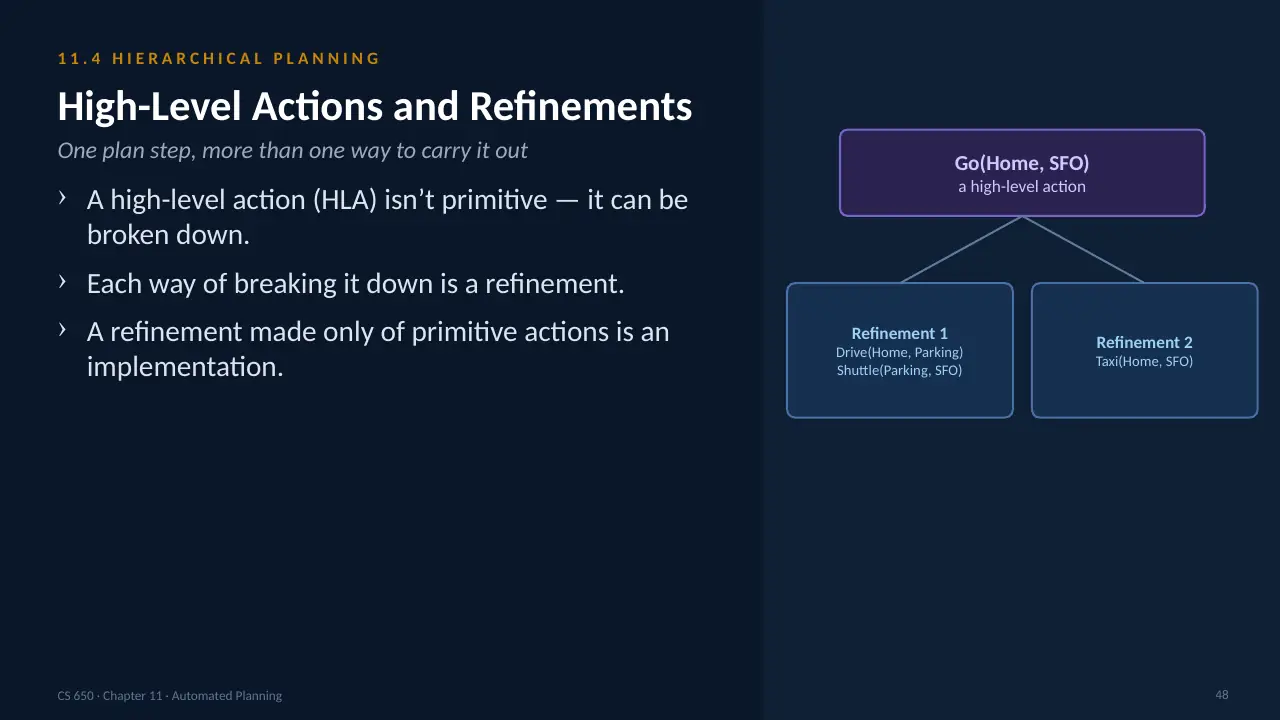 11.4 HIERARCHICAL PLANNING
High-Level Actions and Refinements
One plan step, more than one way to carry it out
› A high-level action (HLA) isn’t primitive — it can be
broken down.
› Each way of breaking it down is a refinement.
› A refinement made only of primitive actions is an
implementation.
Go(Home, SFO)
a high-level action
Refinement 1
Drive(Home, Parking)
Shuttle(Parking, SFO)
Refinement 2
Taxi(Home, SFO)
CS 650 · Chapter 11 · Automated Planning
48